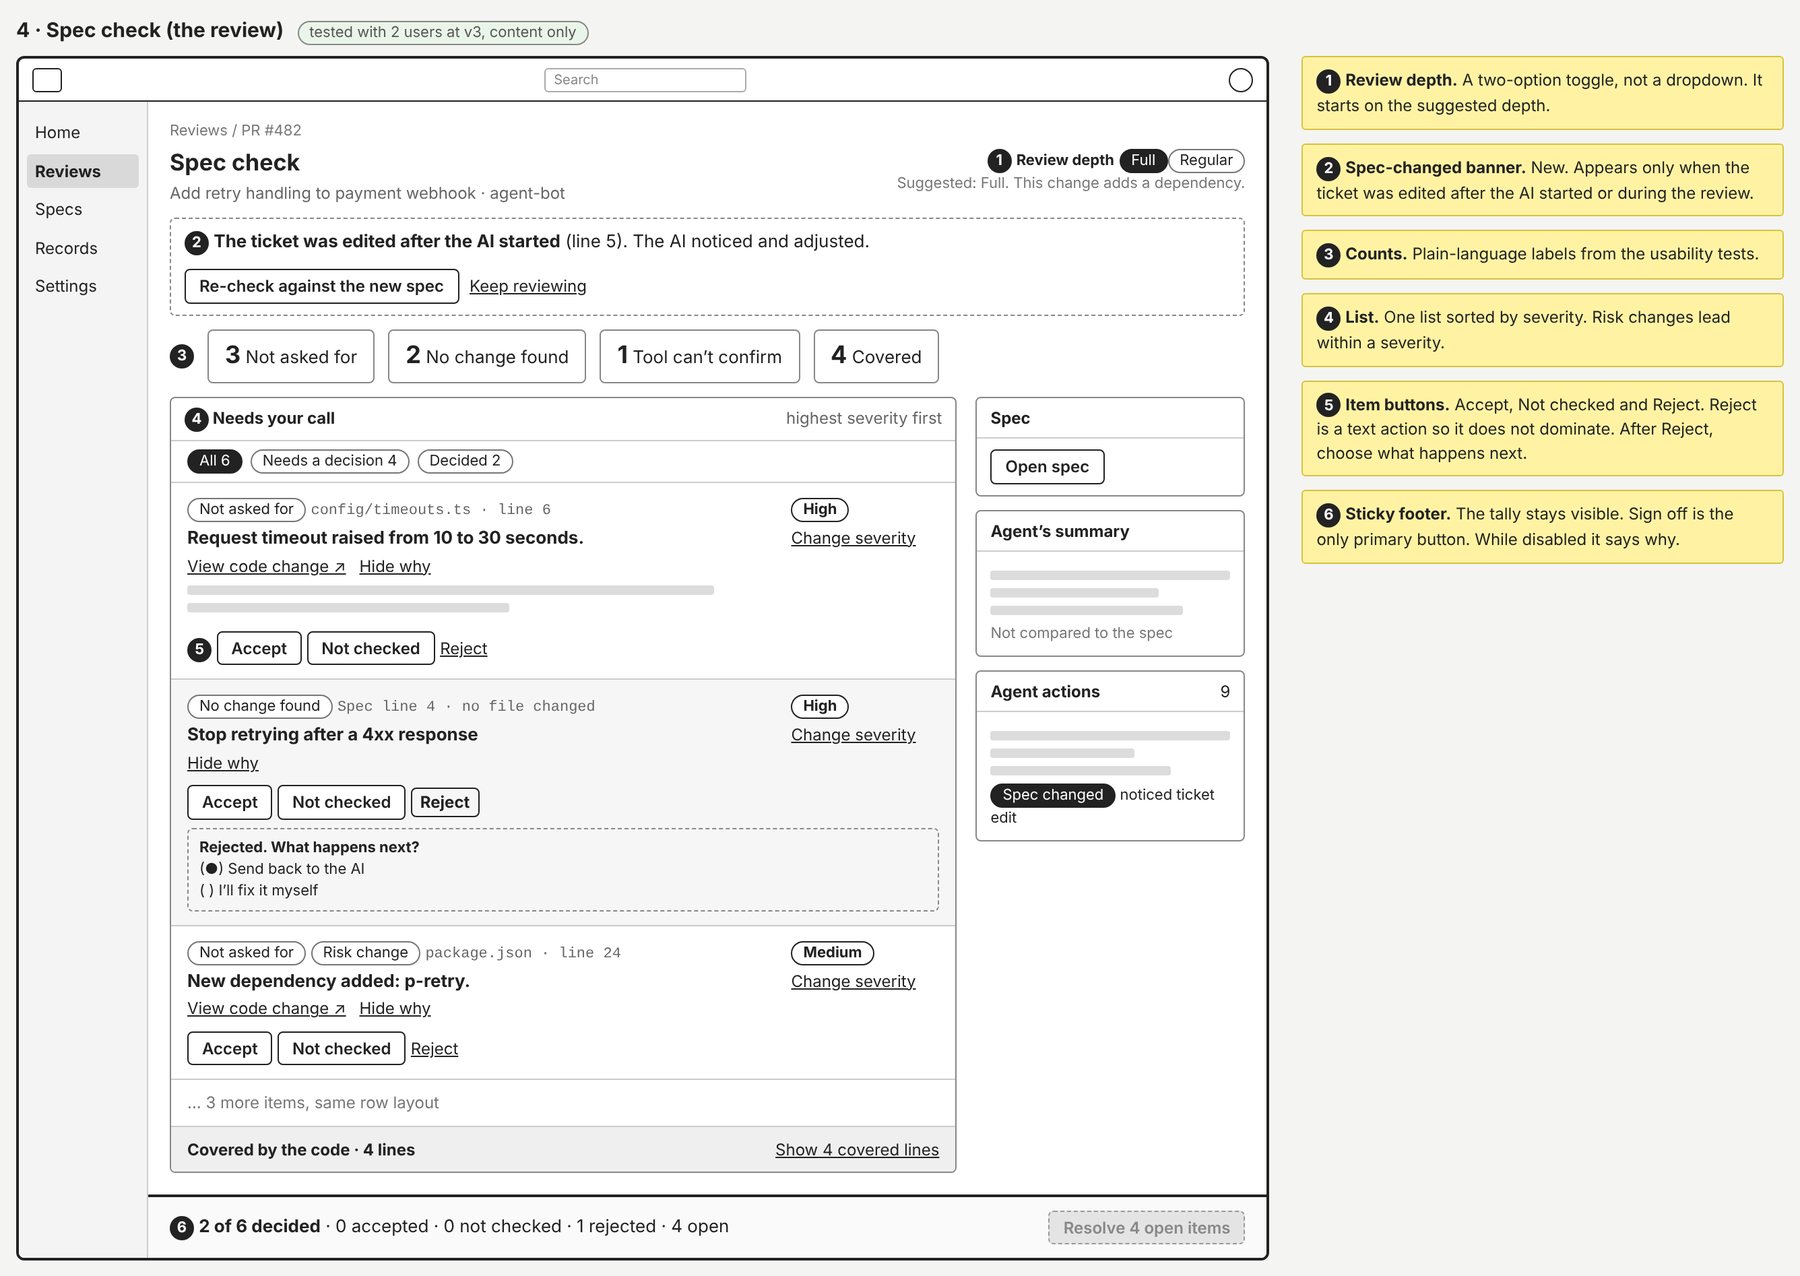 4 · Spec check (the review)
tested with 2 users at v3, content only
Search
Home
Reviews
Specs
Records
Settings
Reviews / PR #482
Spec check
Add retry handling to payment webhook · agent-bot
1 Review depth Full Regular
Suggested: Full. This change adds a dependency.
2 The ticket was edited after the AI started (line 5). The AI noticed and adjusted.
Re-check against the new spec Keep reviewing
3 3 Not asked for 2 No change found 1 Tool can’t confirm 4 Covered
4 Needs your call highest severity first
All 6 Needs a decision 4 Decided 2
Not asked for config/timeouts.ts · line 6 High
Request timeout raised from 10 to 30 seconds. Change severity
View code change ↗ Hide why
5 Accept Not checked Reject
No change found Spec line 4 · no file changed High
Stop retrying after a 4xx response Change severity
Hide why
Accept Not checked Reject
Rejected. What happens next?
(●) Send back to the AI
( ) I’ll fix it myself
Not asked for Risk change package.json · line 24 Medium
New dependency added: p-retry. Change severity
View code change ↗ Hide why
Accept Not checked Reject
... 3 more items, same row layout
Covered by the code · 4 lines Show 4 covered lines
Spec
Open spec
Agent’s summary
Not compared to the spec
Agent actions 9
Spec changed noticed ticket
edit
6 2 of 6 decided · 0 accepted · 0 not checked · 1 rejected · 4 open Resolve 4 open items
1 Review depth. A two-option toggle, not a dropdown. It
starts on the suggested depth.
2 Spec-changed banner. New. Appears only when the
ticket was edited after the AI started or during the review.
3 Counts. Plain-language labels from the usability tests.
4 List. One list sorted by severity. Risk changes lead
within a severity.
5 Item buttons. Accept, Not checked and Reject. Reject
is a text action so it does not dominate. After Reject,
choose what happens next.
6 Sticky footer. The tally stays visible. Sign off is the
only primary button. While disabled it says why.